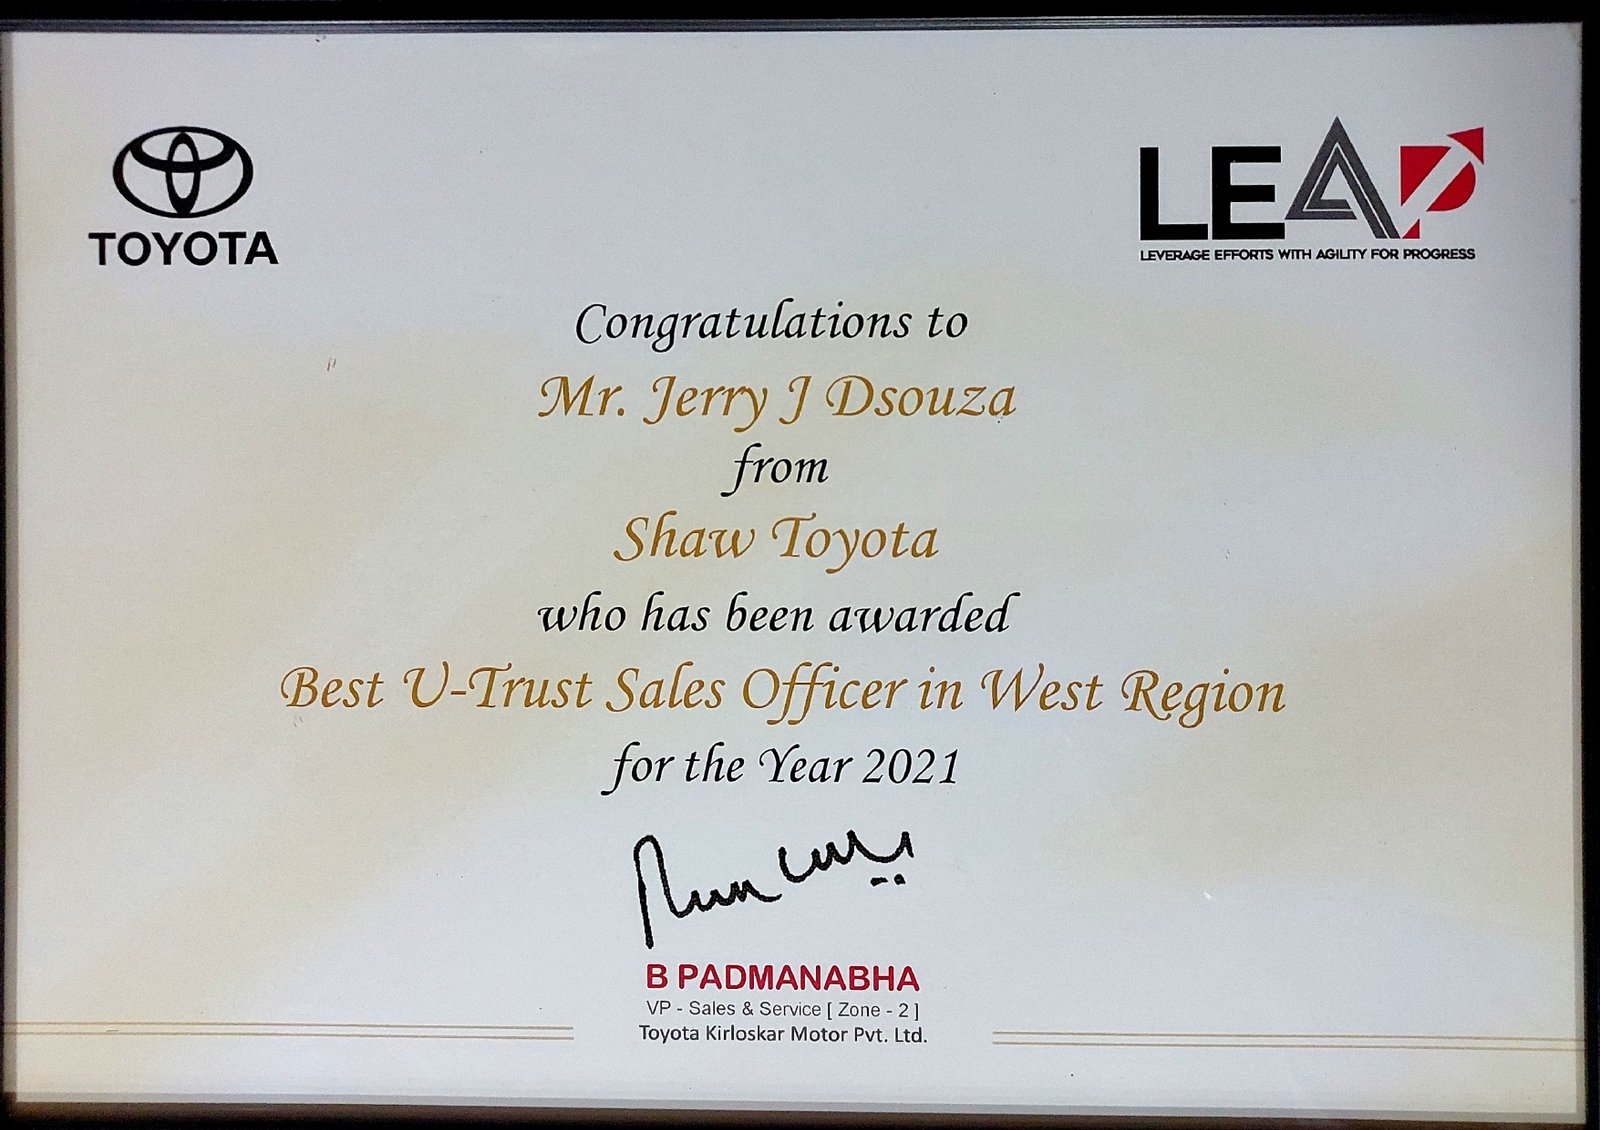 TOYOTA
LEAP
LEVERAGE EFFORTS WITH AGILITY FOR PROGRESS
Congratulations to
Mr. Jerry J Dsouza
from
Shaw Toyota
who has been awarded
Best U-Trust Sales Officer in West Region
for the Year 2021
B PADMANABHA
VP - Sales & Service [ Zone - 2 ]
Toyota Kirloskar Motor Pvt. Ltd.